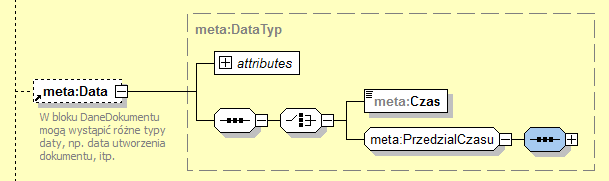 meta:DataTyp
attributes
meta:Data
W bloku DaneDokumentu
mogą wystąpić różne typy
daty, np. data utworzenia
dokumentu, itp.
meta:Czas
meta:PrzedzialCzasu